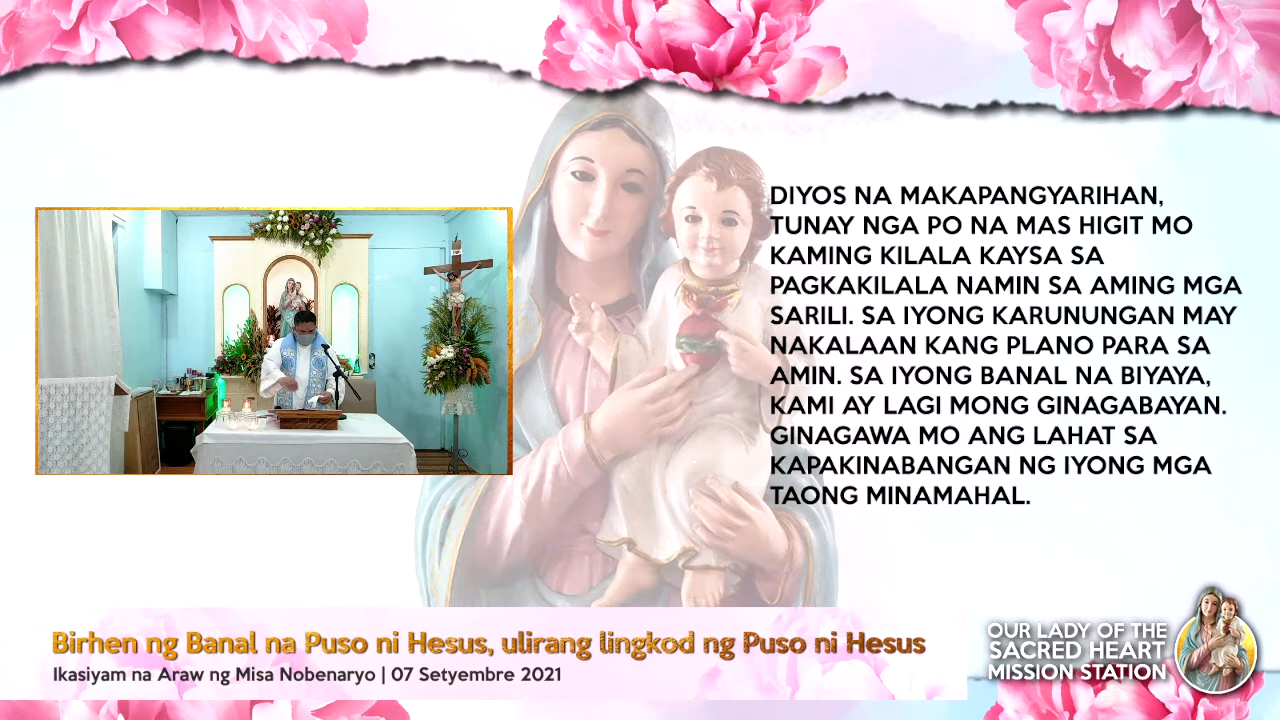 DIYOS NA MAKAPANGYARIHAN,
TUNAY NGA PO NA MAS HIGIT MO
KAMING KILALA KAYSA SA
PAGKAKILALA NAMIN SA AMING MGA
SARILI. SA IYONG KARUNUNGAN MAY
NAKALAAN KANG PLANO PARA SA
AMIN. SA IYONG BANAL NA BIYAYA,
KAMI AY LAGI MONG GINAGABAYAN.
GINAGAWA MO ANG LAHAT SA
KAPAKINABANGAN NG IYONG MGA
TAONG MINAMAHAL.
Birhen ng Banal na Puso ni Hesus, ulirang lingkod ng Puso ni Hesus
Ikasiyam na Araw ng Misa Nobenaryo | 07 Setyembre 2021
OUR LADY OF THE
SACRED HEART
MISSION STATION